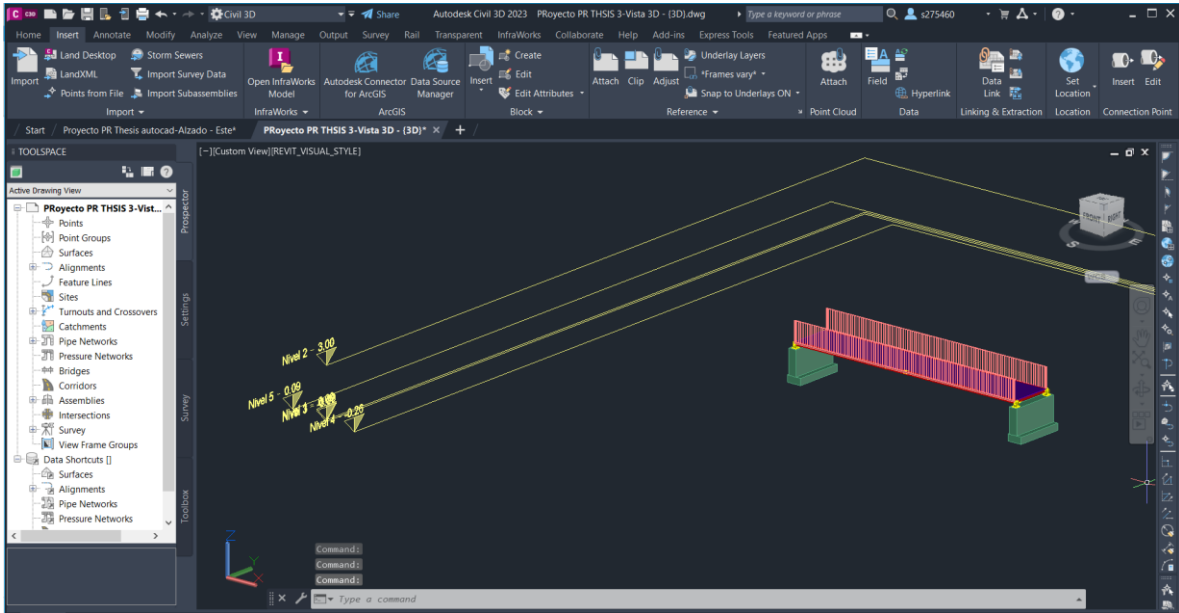 C C3D Civil 3D Share Autodesk Civil 3D 2023 PRoyecto PR THSIS 3-Vista 3D - {3D}.dwg Type a keyword or phrase s275460
Home Insert Annotate Modify Analyze View Manage Output Survey Rail Transparent InfraWorks Collaborate Help Add-ins Express Tools Featured Apps
Import
Land Desktop
LandXML
Points from File
Storm Sewers
Import Survey Data
Import Subassemblies
Open InfraWorks
Model
Autodesk Connector
for ArcGIS
Data Source
Manager
Insert
Create
Edit
Edit Attributes
Attach
Clip
Adjust
Underlay Layers
*Frames vary*
Snap to Underlays ON
Attach
Field
Hyperlink
Data
Link
Set
Location
Insert
Edit
Import InfraWorks ArcGIS Block Reference Point Cloud Data Linking & Extraction Location Connection Point
Start Proyecto PR Thesis autocad-Alzado - Este* PRoyecto PR THSIS 3-Vista 3D - {3D}*
TOOLSPACE
Active Drawing View
PRoyecto PR THSIS 3-Vist...
Points
Point Groups
Surfaces
Alignments
Feature Lines
Sites
Turnouts and Crossovers
Catchments
Pipe Networks
Pressure Networks
Bridges
Corridors
Assemblies
Intersections
Survey
View Frame Groups
Data Shortcuts []
Surfaces
Alignments
Pipe Networks
Pressure Networks
Prospector
Settings
Survey
Toolbox
[−][Custom View][REVIT_VISUAL_STYLE]
FRONT
RIGHT
S
E
Nivel 2 - 3.00
Nivel 5 - 0.09
Nivel 4 - -0.26
Z
Y
X
Command:
Command:
Command:
Type a command